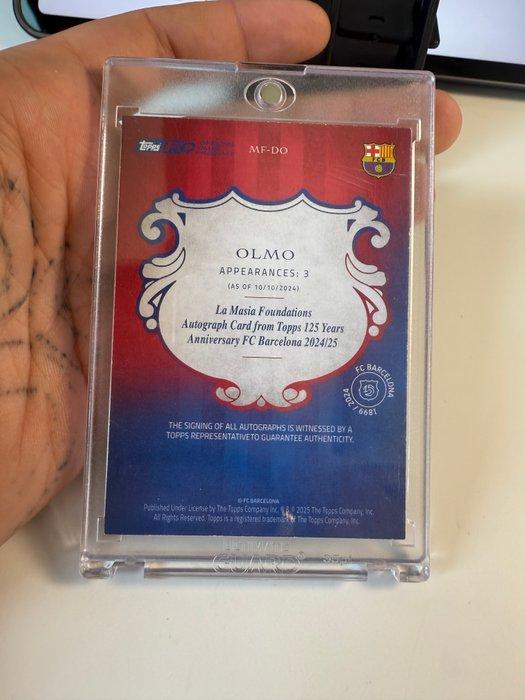 Topps
MF-DO
FCB
OLMO
APPEARANCES: 3
(AS OF 10/10/2024)
La Masia Foundations
Autograph Card from Topps 125 Years
Anniversary FC Barcelona 2024/25
FC BARCELONA
1899/2024
THE SIGNING OF ALL AUTOGRAPHS IS WITNESSED BY A
TOPPS REPRESENTATIVETO GUARANTEE AUTHENTICITY.
© FC BARCELONA
Published Under License by The Topps Company Inc. ® & © 2025 The Topps Company, Inc.
All Rights Reserved. Topps is a registered trademark of The Topps Company, Inc.
ULTIMATE
GUARD®